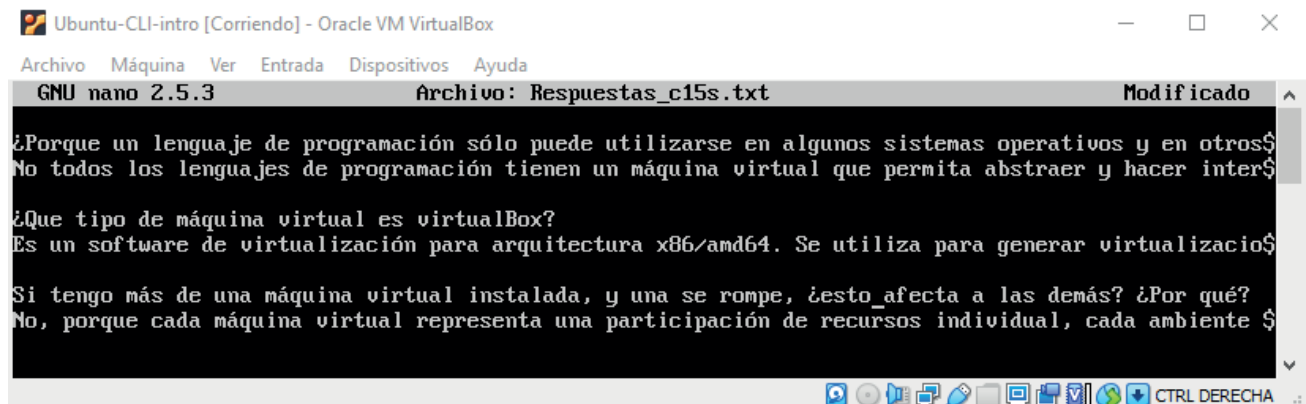 Ubuntu-CLI-intro [Corriendo] - Oracle VM VirtualBox
Archivo Máquina Ver Entrada Dispositivos Ayuda
GNU nano 2.5.3 Archivo: Respuestas_c15s.txt Modificado
¿Porque un lenguaje de programación sólo puede utilizarse en algunos sistemas operativos y en otros$
No todos los lenguajes de programación tienen un máquina virtual que permita abstraer y hacer inter$
¿Que tipo de máquina virtual es virtualBox?
Es un software de virtualización para arquitectura x86/amd64. Se utiliza para generar virtualizacio$
Si tengo más de una máquina virtual instalada, y una se rompe, ¿esto_afecta a las demás? ¿Por qué?
No, porque cada máquina virtual representa una participación de recursos individual, cada ambiente $
CTRL DERECHA